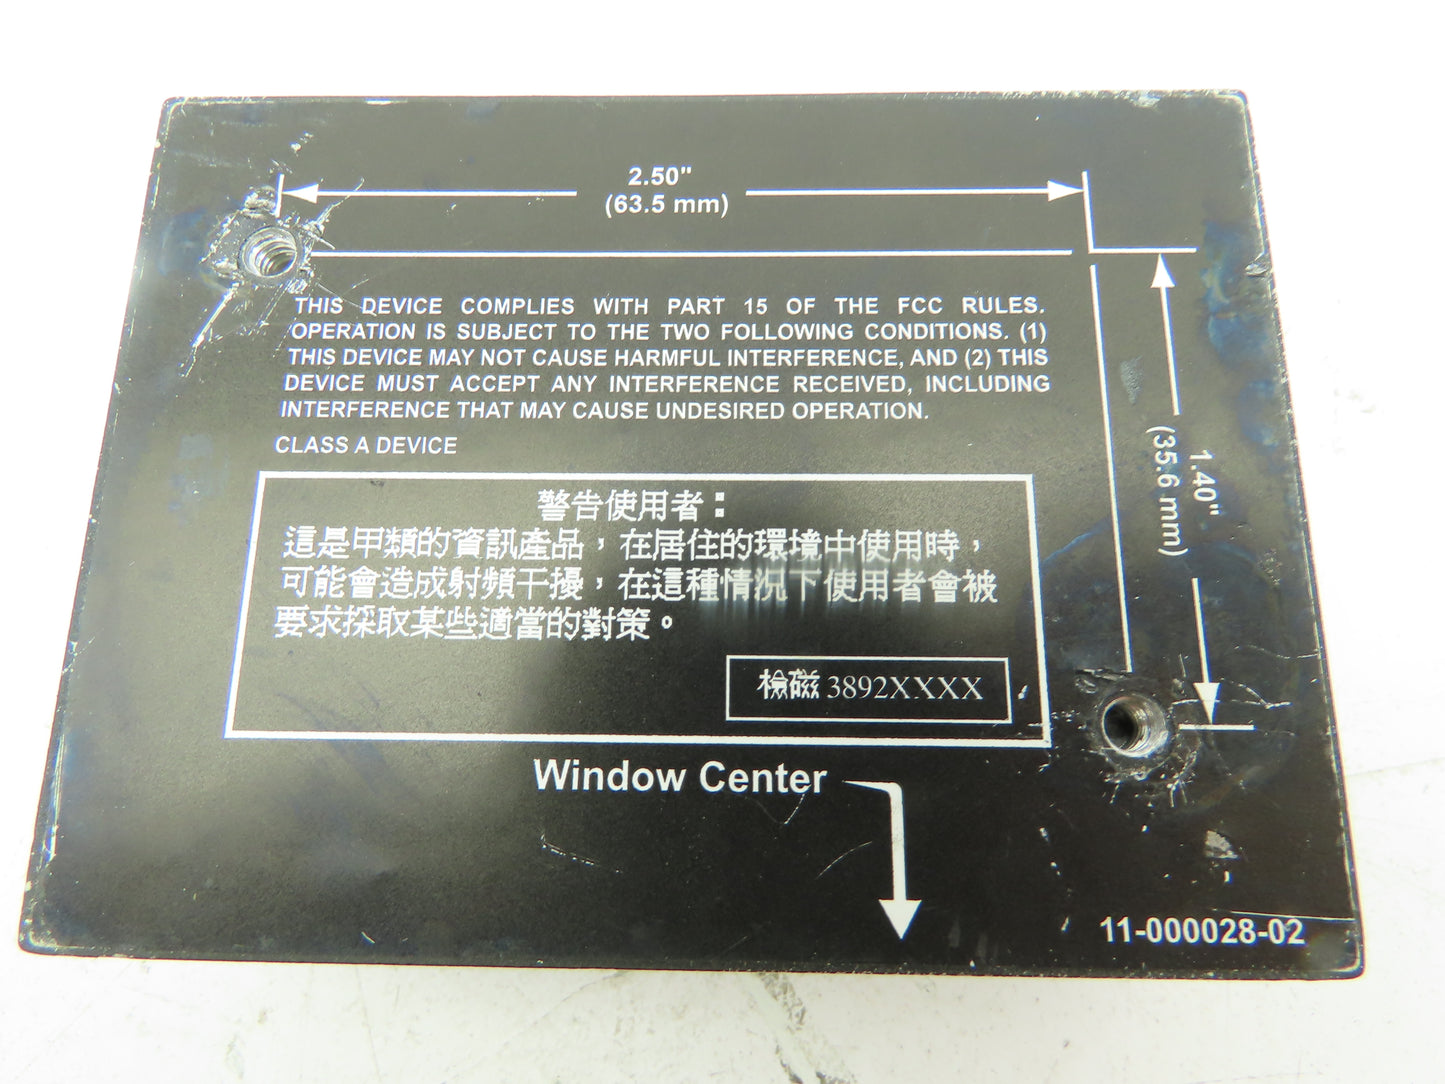 2.50"
(63.5 mm)
THIS DEVICE COMPLIES WITH PART 15 OF THE FCC RULES.
OPERATION IS SUBJECT TO THE TWO FOLLOWING CONDITIONS. (1)
THIS DEVICE MAY NOT CAUSE HARMFUL INTERFERENCE, AND (2) THIS
DEVICE MUST ACCEPT ANY INTERFERENCE RECEIVED, INCLUDING
INTERFERENCE THAT MAY CAUSE UNDESIRED OPERATION.
CLASS A DEVICE
1.40"
(35.6 mm)
警告使用者：
這是甲類的資訊產品，在居住的環境中使用時，
可能會造成射頻干擾，在這種情況下使用者會被
要求採取某些適當的對策。
檢磁 3892XXXX
Window Center
11-000028-02